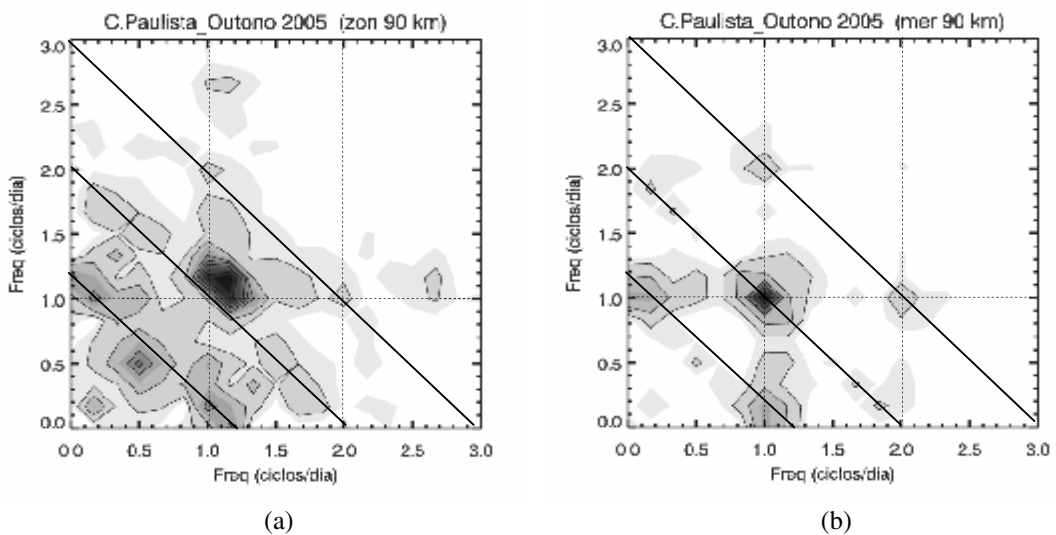 C.Paulista_Outono 2005 (zon 90 km)
3.0
2.5
2.0
1.5
1.0
0.5
0.0
Freq (ciclos/dia)
0.0 0.5 1.0 1.5 2.0 2.5 3.0
Freq (ciclos/dia)
(a)
C.Paulista_Outono 2005 (mer 90 km)
3.0
2.5
2.0
1.5
1.0
0.5
0.0
Freq (ciclos/dia)
0.0 0.5 1.0 1.5 2.0 2.5 3.0
Freq (ciclos/dia)
(b)